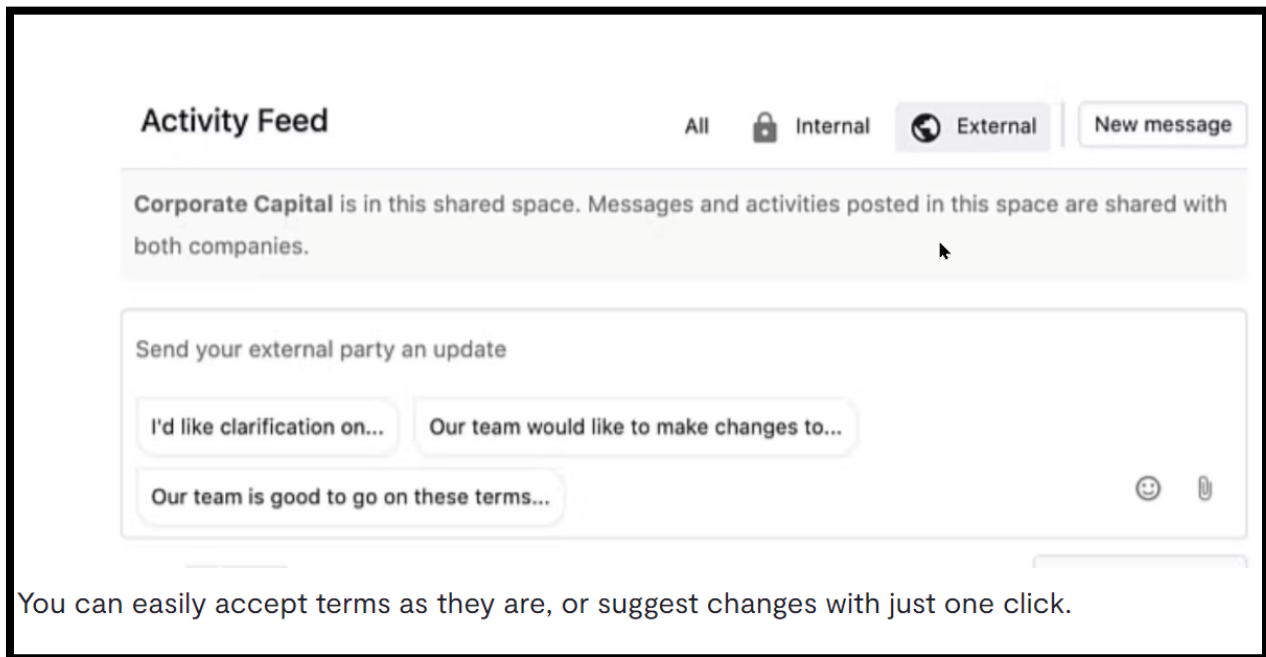 Activity Feed All Internal External New message
Corporate Capital is in this shared space. Messages and activities posted in this space are shared with
both companies.
Send your external party an update
I'd like clarification on... Our team would like to make changes to...
Our team is good to go on these terms...
You can easily accept terms as they are, or suggest changes with just one click.